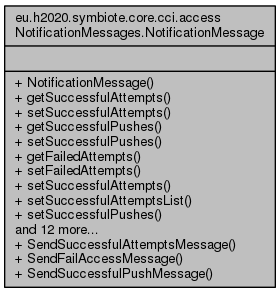 eu.h2020.symbiote.core.cci.access
NotificationMessages.NotificationMessage
+ NotificationMessage()
+ getSuccessfulAttempts()
+ setSuccessfulAttempts()
+ getSuccessfulPushes()
+ setSuccessfulPushes()
+ getFailedAttempts()
+ setFailedAttempts()
+ setSuccessfulAttempts()
+ setSuccessfulAttemptsList()
+ setSuccessfulPushes()
and 12 more...
+ SendSuccessfulAttemptsMessage()
+ SendFailAccessMessage()
+ SendSuccessfulPushMessage()